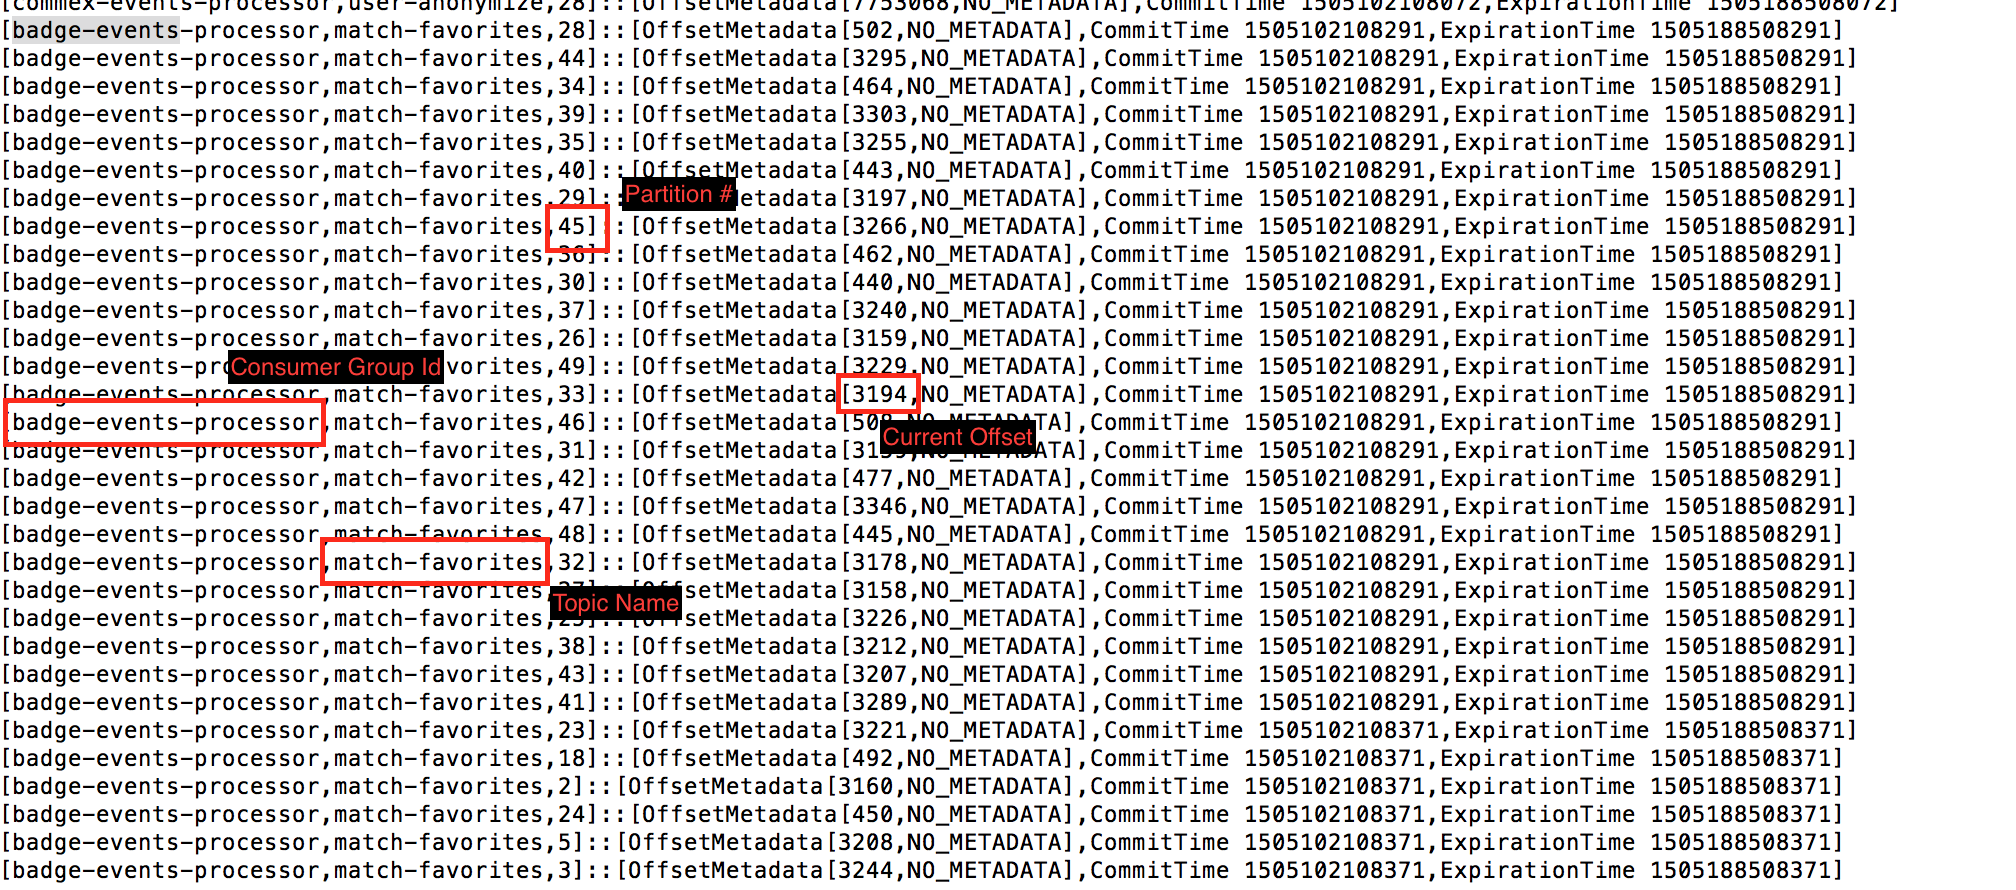 [commex-events-processor,user-anonymize,28]::[OffsetMetadata[7753068,NO_METADATA],CommitTime 1505102108072,ExpirationTime 1505188508072]
[badge-events-processor,match-favorites,28]::[OffsetMetadata[502,NO_METADATA],CommitTime 1505102108291,ExpirationTime 1505188508291]
[badge-events-processor,match-favorites,44]::[OffsetMetadata[3295,NO_METADATA],CommitTime 1505102108291,ExpirationTime 1505188508291]
[badge-events-processor,match-favorites,34]::[OffsetMetadata[464,NO_METADATA],CommitTime 1505102108291,ExpirationTime 1505188508291]
[badge-events-processor,match-favorites,39]::[OffsetMetadata[3303,NO_METADATA],CommitTime 1505102108291,ExpirationTime 1505188508291]
[badge-events-processor,match-favorites,35]::[OffsetMetadata[3255,NO_METADATA],CommitTime 1505102108291,ExpirationTime 1505188508291]
[badge-events-processor,match-favorites,40]::[OffsetMetadata[443,NO_METADATA],CommitTime 1505102108291,ExpirationTime 1505188508291]
[badge-events-processor,match-favorites,29]::etadata[3197,NO_METADATA],CommitTime 1505102108291,ExpirationTime 1505188508291]
Partition #
[badge-events-processor,match-favorites,45]::[OffsetMetadata[3266,NO_METADATA],CommitTime 1505102108291,ExpirationTime 1505188508291]
[badge-events-processor,match-favorites,36]::[OffsetMetadata[462,NO_METADATA],CommitTime 1505102108291,ExpirationTime 1505188508291]
[badge-events-processor,match-favorites,30]::[OffsetMetadata[440,NO_METADATA],CommitTime 1505102108291,ExpirationTime 1505188508291]
[badge-events-processor,match-favorites,37]::[OffsetMetadata[3240,NO_METADATA],CommitTime 1505102108291,ExpirationTime 1505188508291]
[badge-events-processor,match-favorites,26]::[OffsetMetadata[3159,NO_METADATA],CommitTime 1505102108291,ExpirationTime 1505188508291]
[badge-events-pr vorites,49]::[OffsetMetadata[3229,NO_METADATA],CommitTime 1505102108291,ExpirationTime 1505188508291]
Consumer Group Id
[badge-events-processor,match-favorites,33]::[OffsetMetadata[3194,NO_METADATA],CommitTime 1505102108291,ExpirationTime 1505188508291]
[badge-events-processor,match-favorites,46]::[OffsetMetadata[508,NO_METADATA],CommitTime 1505102108291,ExpirationTime 1505188508291]
Current Offset
[badge-events-processor,match-favorites,31]::[OffsetMetadata[ NO_METADATA],CommitTime 1505102108291,ExpirationTime 1505188508291]
[badge-events-processor,match-favorites,42]::[OffsetMetadata[477,NO_METADATA],CommitTime 1505102108291,ExpirationTime 1505188508291]
[badge-events-processor,match-favorites,47]::[OffsetMetadata[3346,NO_METADATA],CommitTime 1505102108291,ExpirationTime 1505188508291]
[badge-events-processor,match-favorites,48]::[OffsetMetadata[445,NO_METADATA],CommitTime 1505102108291,ExpirationTime 1505188508291]
[badge-events-processor,match-favorites,32]::[OffsetMetadata[3178,NO_METADATA],CommitTime 1505102108291,ExpirationTime 1505188508291]
[badge-events-processor,match-favorites,27]::[OffsetMetadata[3158,NO_METADATA],CommitTime 1505102108291,ExpirationTime 1505188508291]
Topic Name
[badge-events-processor,match-favorites,25]::[OffsetMetadata[3226,NO_METADATA],CommitTime 1505102108291,ExpirationTime 1505188508291]
[badge-events-processor,match-favorites,38]::[OffsetMetadata[3212,NO_METADATA],CommitTime 1505102108291,ExpirationTime 1505188508291]
[badge-events-processor,match-favorites,43]::[OffsetMetadata[3207,NO_METADATA],CommitTime 1505102108291,ExpirationTime 1505188508291]
[badge-events-processor,match-favorites,41]::[OffsetMetadata[3289,NO_METADATA],CommitTime 1505102108291,ExpirationTime 1505188508291]
[badge-events-processor,match-favorites,23]::[OffsetMetadata[3221,NO_METADATA],CommitTime 1505102108371,ExpirationTime 1505188508371]
[badge-events-processor,match-favorites,18]::[OffsetMetadata[492,NO_METADATA],CommitTime 1505102108371,ExpirationTime 1505188508371]
[badge-events-processor,match-favorites,2]::[OffsetMetadata[3160,NO_METADATA],CommitTime 1505102108371,ExpirationTime 1505188508371]
[badge-events-processor,match-favorites,24]::[OffsetMetadata[450,NO_METADATA],CommitTime 1505102108371,ExpirationTime 1505188508371]
[badge-events-processor,match-favorites,5]::[OffsetMetadata[3208,NO_METADATA],CommitTime 1505102108371,ExpirationTime 1505188508371]
[badge-events-processor,match-favorites,3]::[OffsetMetadata[3244,NO_METADATA],CommitTime 1505102108371,ExpirationTime 1505188508371]